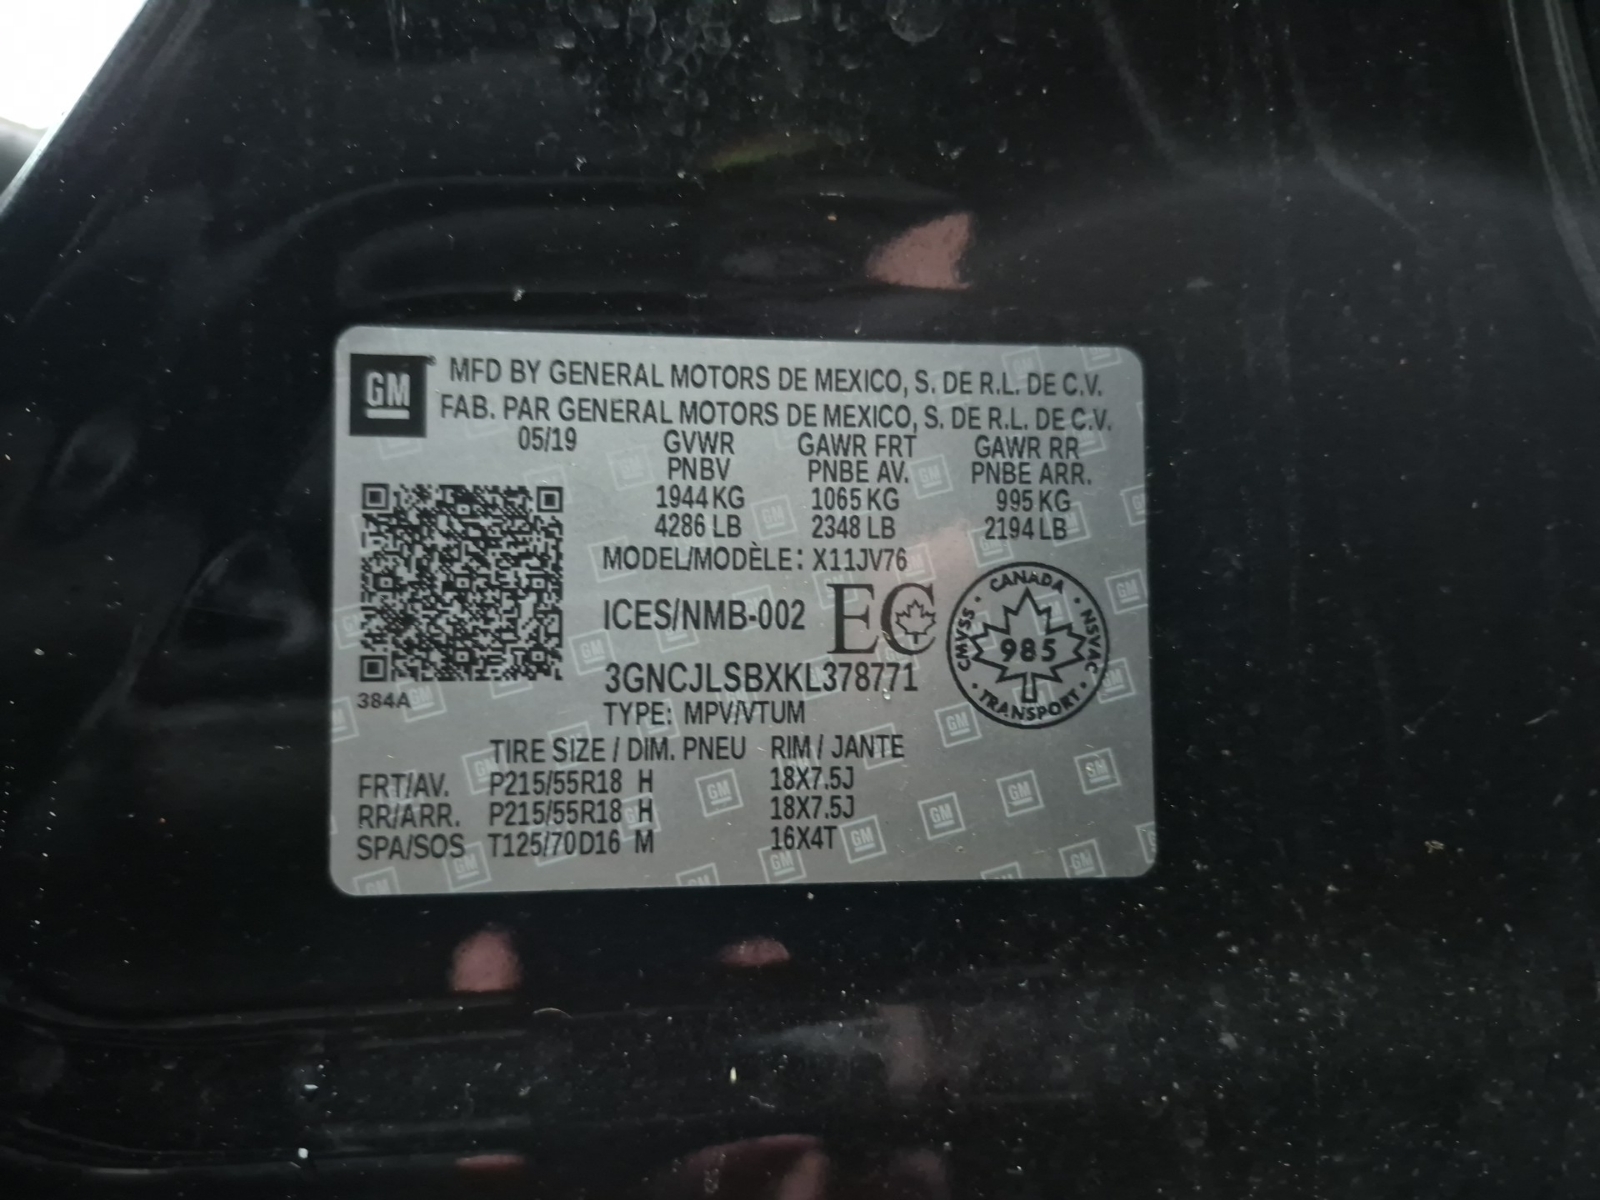 GM
MFD BY GENERAL MOTORS DE MEXICO, S. DE R.L. DE C.V.
FAB. PAR GENERAL MOTORS DE MEXICO, S. DE R.L. DE C.V.
05/19 GVWR GAWR FRT GAWR RR
PNBV PNBE AV. PNBE ARR.
1944 KG 1065 KG 995 KG
4286 LB 2348 LB 2194 LB
MODEL/MODÈLE: X11JV76
ICES/NMB-002 EC
CANADA
CMVSS 985 NSVAC
TRANSPORT
3GNCJLSBXKL378771
384A
TYPE: MPV/VTUM
TIRE SIZE / DIM. PNEU RIM / JANTE
FRT/AV. P215/55R18 H 18X7.5J
RR/ARR. P215/55R18 H 18X7.5J
SPA/SOS T125/70D16 M 16X4T